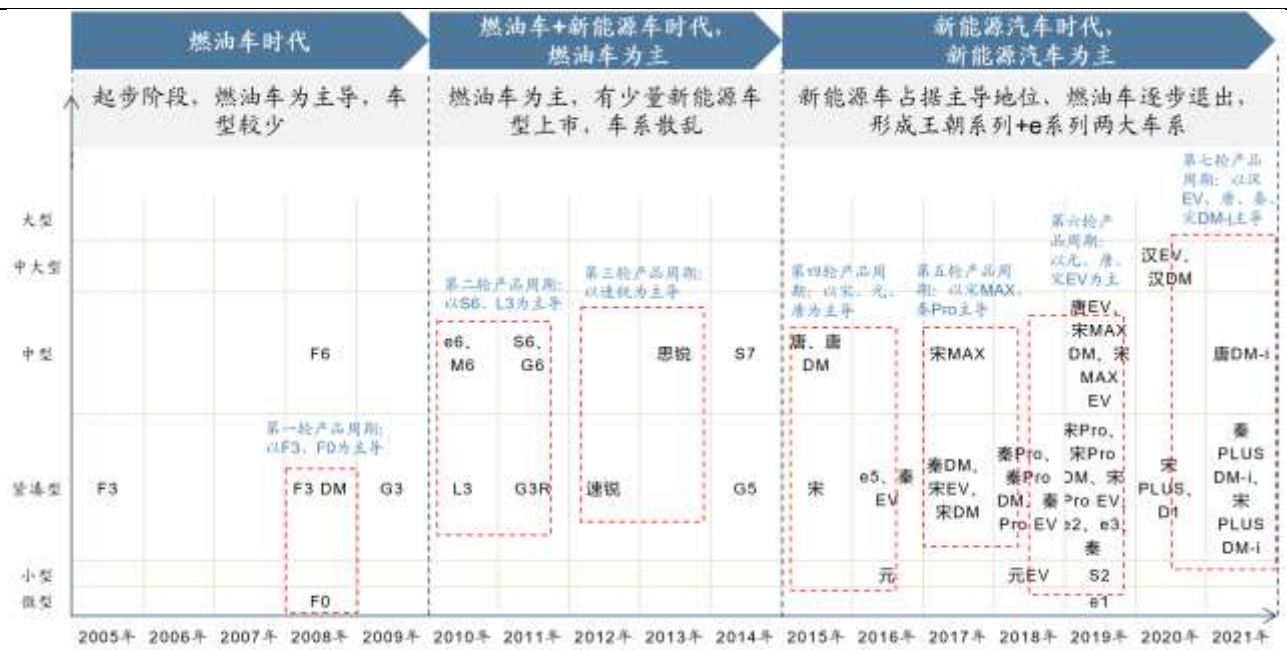 燃油车时代
燃油车+新能源车时代，
燃油车为主
新能源汽车时代，
新能源汽车为主
起步阶段，燃油车为主导，车
型较少
燃油车为主，有少量新能源车
型上市，车系散乱
新能源车占据主导地位，燃油车逐步退出，
形成王朝系列+e系列两大车系
第七轮产品
周期：以汉
EV、唐、秦、
宋DM-i主导
第六轮产
品周期：
以元、唐、
宋EV为主
第五轮产品周
期：以宋MAX、
秦Pro主导
第四轮产品周
期：以宋、元、
唐为主导
第三轮产品周期：
以速锐为主导
第二轮产品周期：
以S6、L3为主导
第一轮产品周期：
以F3、F0为主导
大型
中大型
汉EV、
汉DM
中型
F6
e6、
M6
S6、
G6
思锐
S7
唐、唐
DM
宋MAX
唐EV、
宋MAX
DM、宋
MAX
EV
唐DM-i
紧凑型
F3
F3 DM
G3
L3
G3R
速锐
G5
宋
e5、秦
EV
秦DM、
宋EV、
宋DM
秦Pro、
秦Pro
DM、秦
Pro EV
宋Pro、
宋Pro
DM、宋
Pro EV、
e2、e3、
秦
宋
PLUS、
D1
秦
PLUS
DM-i、
宋
PLUS
DM-i
小型
元
元EV
S2
微型
F0
e1
2005年 2006年 2007年 2008年 2009年 2010年 2011年 2012年 2013年 2014年 2015年 2016年 2017年 2018年 2019年 2020年 2021年